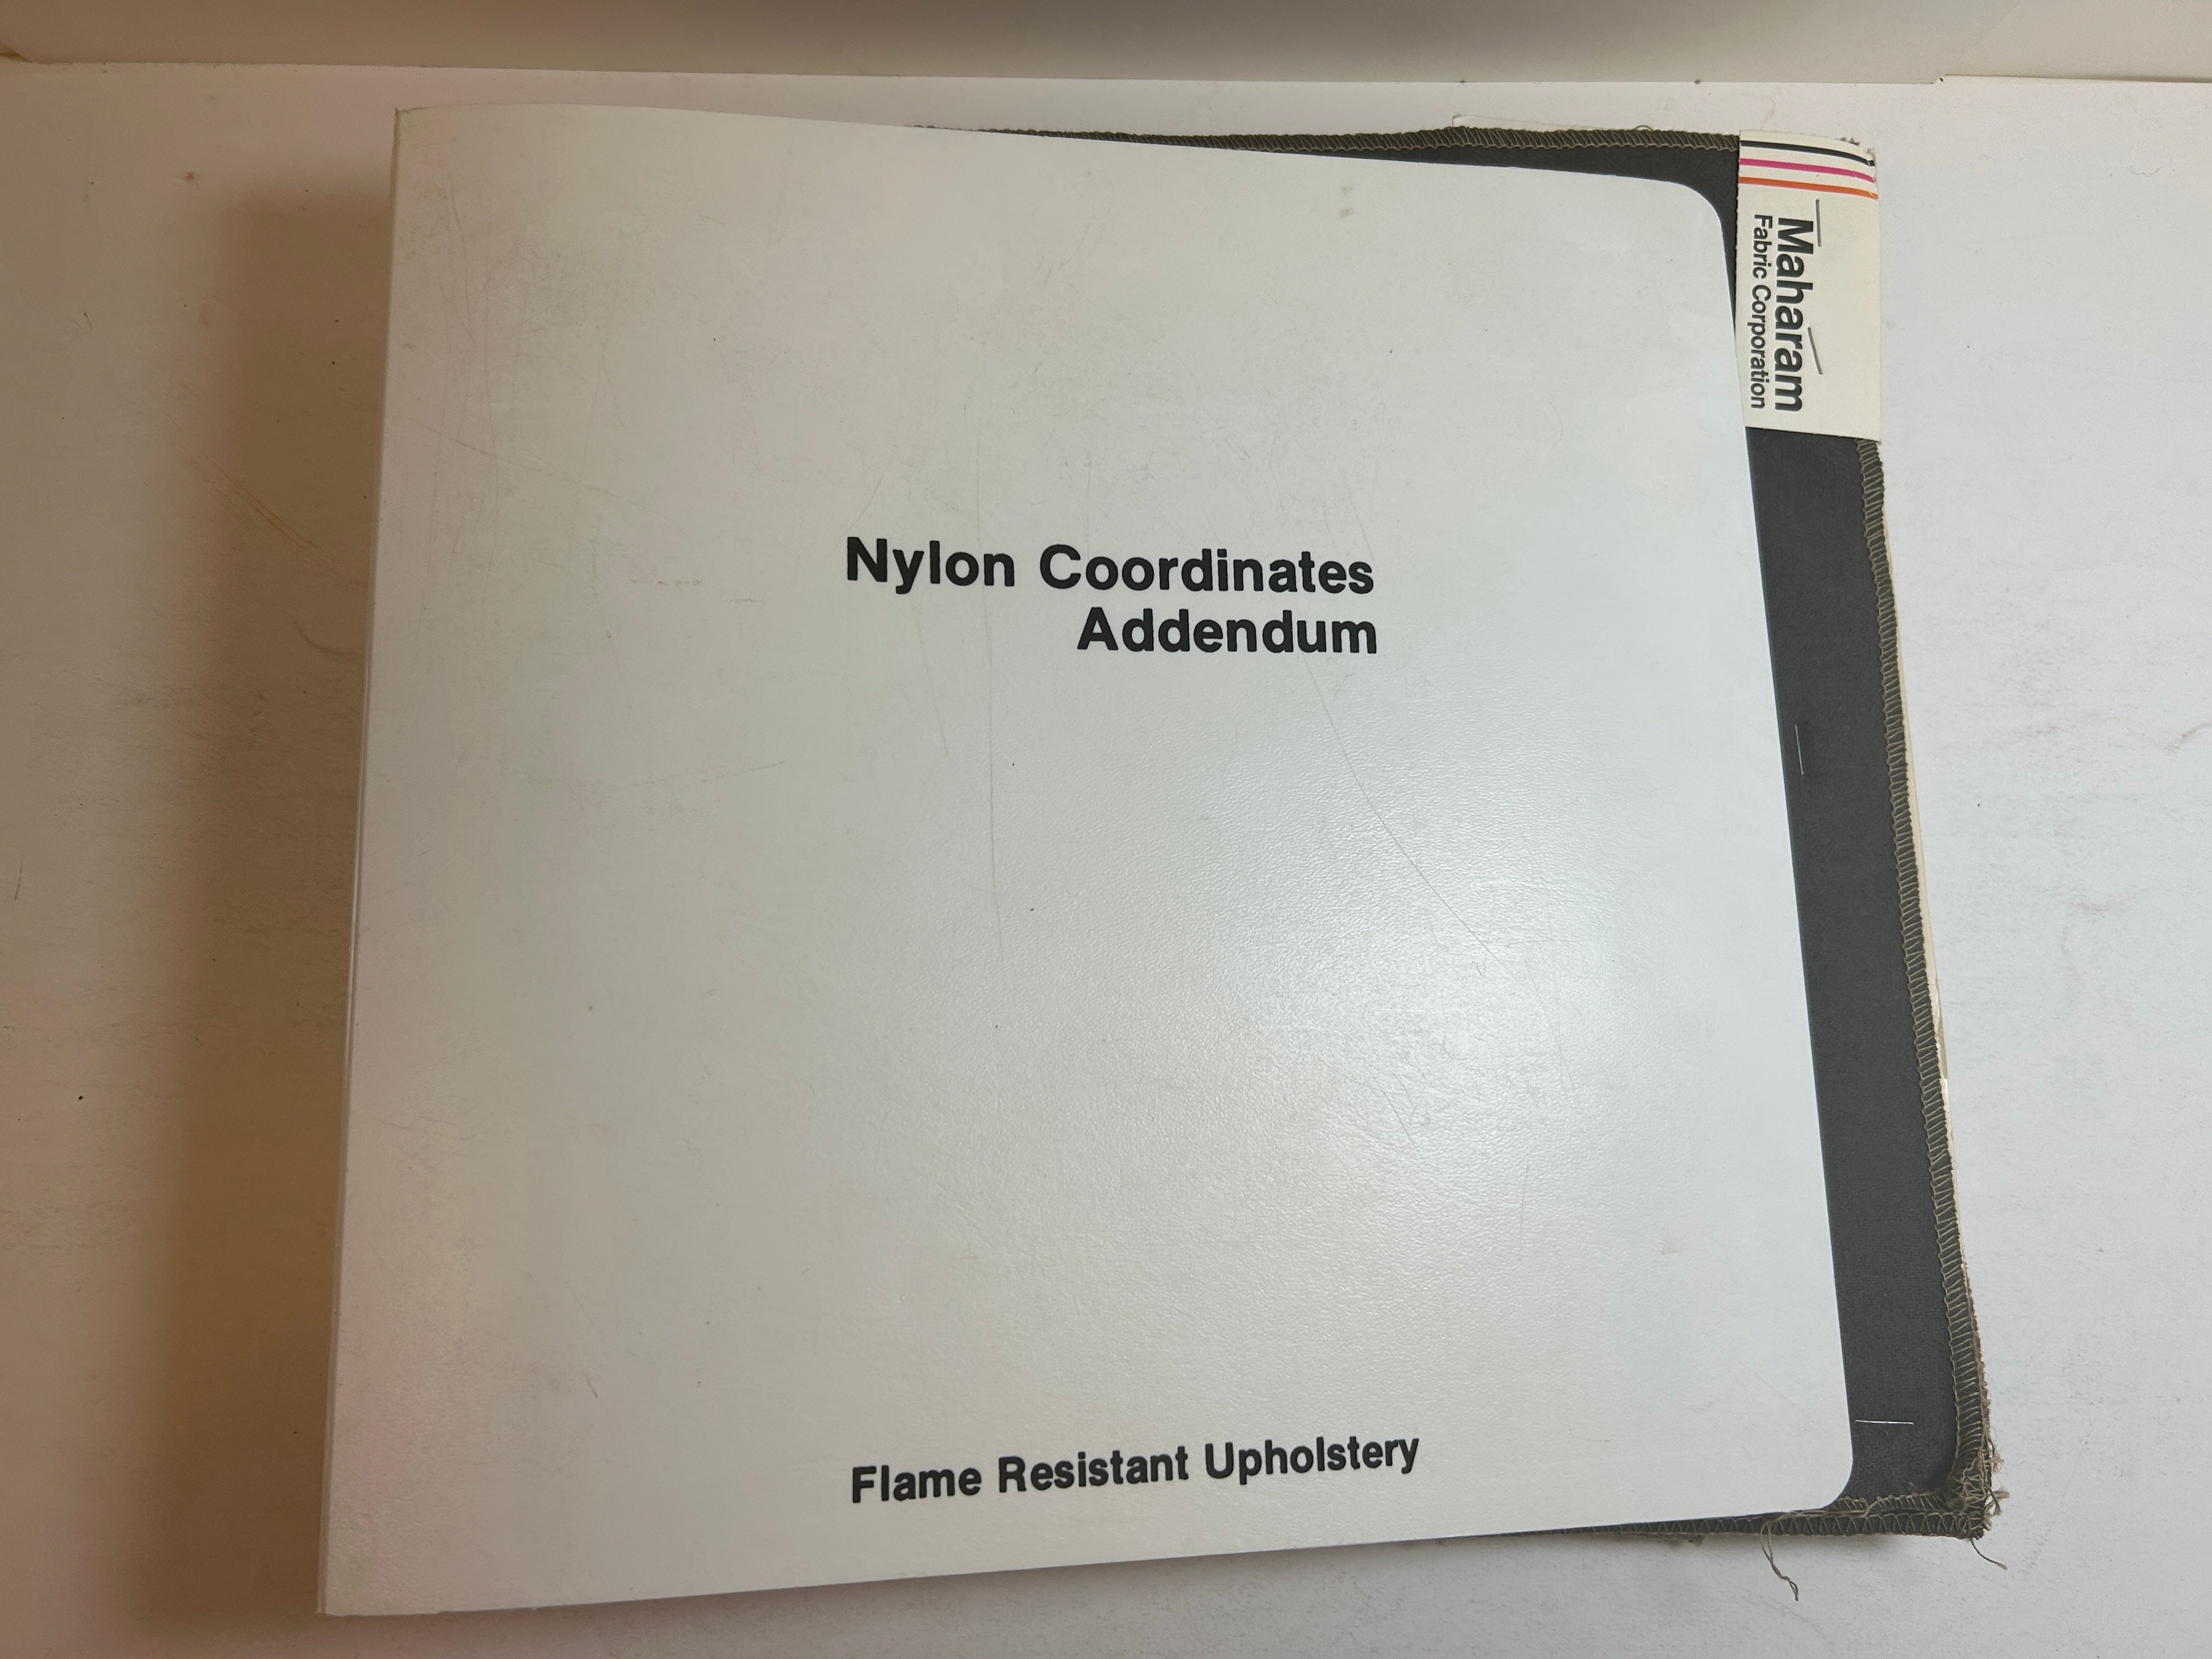 Nylon Coordinates
Addendum
Flame Resistant Upholstery
Maharam
Fabric Corporation